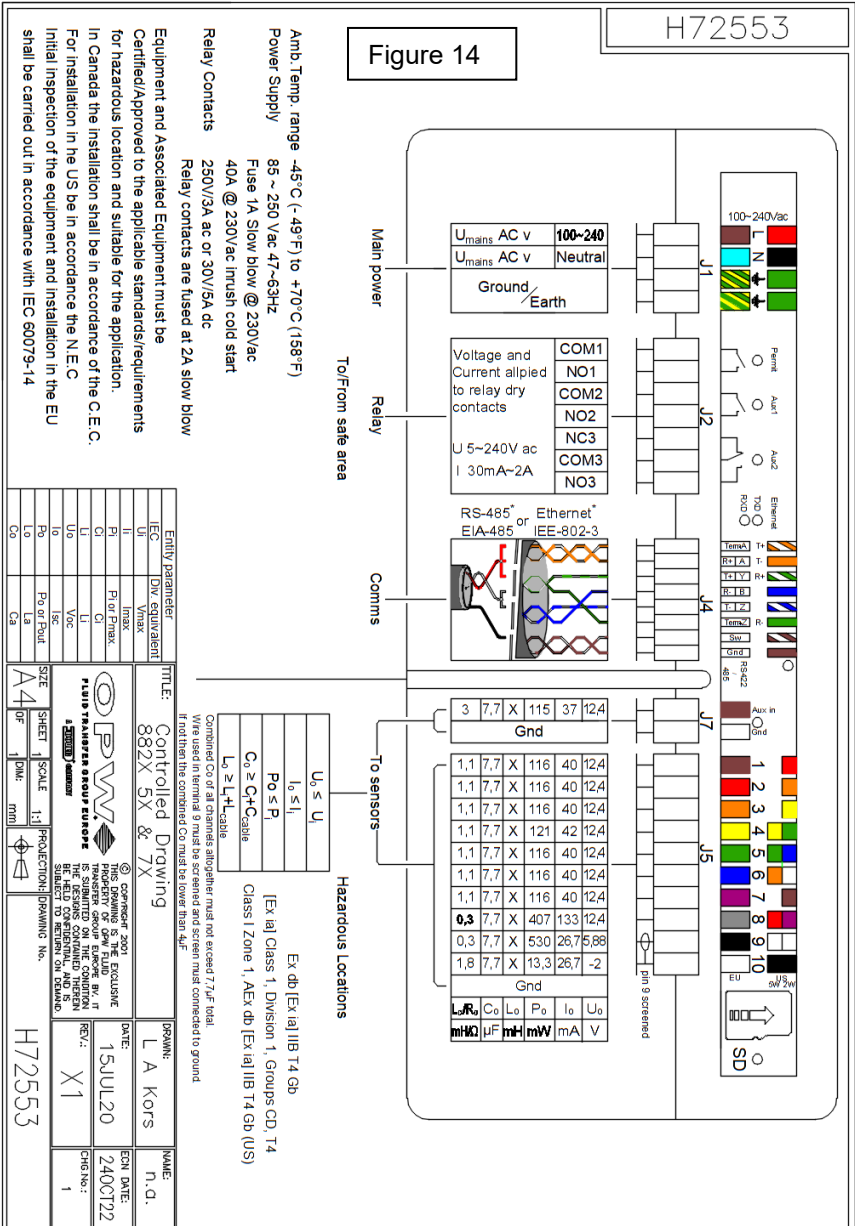 H72553
Figure 14
100~240Vac
L
N
J1
Umains AC v 100~240
Umains AC v Neutral
Ground/Earth
Main power
Permit
Aux1
Aux2
J2
Voltage and
Current allpied
to relay dry
contacts
U 5~240V ac
I 30mA~2A
COM1
NO1
COM2
NO2
NC3
COM3
NO3
Relay
To/From safe area
Ethernet
TXD
RXD
TermA T+
R+ A T-
T+ Y R+
R- B
T- Z
TermZ R-
Sw
Gnd
RS422 / 485
J4
RS-485* or Ethernet*
EIA-485 IEE-802-3
Comms
Aux in
Gnd
J7
3 7,7 X 115 37 12,4
Gnd
1
2
3
4
5
6
7
8
9
10
EU
US
5W 2W
SD
J5
pin 9 screened
1,1 7,7 X 116 40 12,4
1,1 7,7 X 116 40 12,4
1,1 7,7 X 116 40 12,4
1,1 7,7 X 121 42 12,4
1,1 7,7 X 116 40 12,4
1,1 7,7 X 116 40 12,4
1,1 7,7 X 116 40 12,4
0,3 7,7 X 407 133 12,4
0,3 7,7 X 530 26,7 5,88
1,8 7,7 X 13,3 26,7 -2
Gnd
Lo/Ro Co Lo Po Io Uo
mH/Ω µF mH mW mA V
To sensors
Amb.Temp. range -45°C (- 49°F) to +70°C (158°F)
Power Supply 85 ~ 250 Vac 47~63Hz
Fuse 1A Slow blow @ 230Vac
40A @ 230Vac inrush cold start
Relay Contacts 250V/3A ac or 30V/5A dc
Relay contacts are fused at 2A slow blow
Equipment and Associated Equipment must be
Certified/Approved to the applicable standards/requirements
for hazardous location and suitable for the application.
In Canada the installation shall be in accordance of the C.E.C.
For installation in he US be in accordance the N.E.C
Initial inspection of the equipment and installation in the EU
shall be carried out in accordance with IEC 60079-14
Hazardous Locations
Uo ≤ Ui
Io ≤ Ii
Po ≤ Pi
Co ≥ Ci+Ccable
Lo ≥ Li+Lcable
Ex db [Ex ia] IIB T4 Gb
[Ex ia] Class 1, Division 1, Groups CD, T4
Class I Zone 1, AEx db [Ex ia] IIB T4 Gb (US)
Combined Co of all channels altogether must not exceed 7.7µF total.
Wire used in terminal 9 must be screened and screen must connected to ground.
If not then the combined Co must be lower than 4µF
Entity parameter
IEC Div. equivalent
Ui Vmax
Ii Imax
Pi Pi or Pmax
Ci Ci
Li Li
Uo Voc
Io Isc
Po Po or Pout
Lo La
Co Ca
TITLE:
Controlled Drawing
882X 5X & 7X
OPW
FLUID TRANSFER GROUP EUROPE
A DOVER COMPANY
© COPYRIGHT 2001
THIS DRAWING IS THE EXCLUSIVE
PROPERTY OF OPW FLUID
TRANSFER GROUP EUROPE BV. IT
IS SUBMITTED ON THE CONDITION
THE DESIGNS CONTAINED THEREIN
BE HELD CONFIDENTIAL, AND IS
SUBJECT TO RETURN ON DEMAND.
DRAWN: L A Kors
NAME: n.a.
DATE: 15JUL20
ECN DATE: 24OCT22
REV.: X1
CHG.No.: 1
SIZE A4
SHEET 1 OF 1
SCALE 1:1
DIM: mm
PROJECTION:
DRAWING No.
H72553